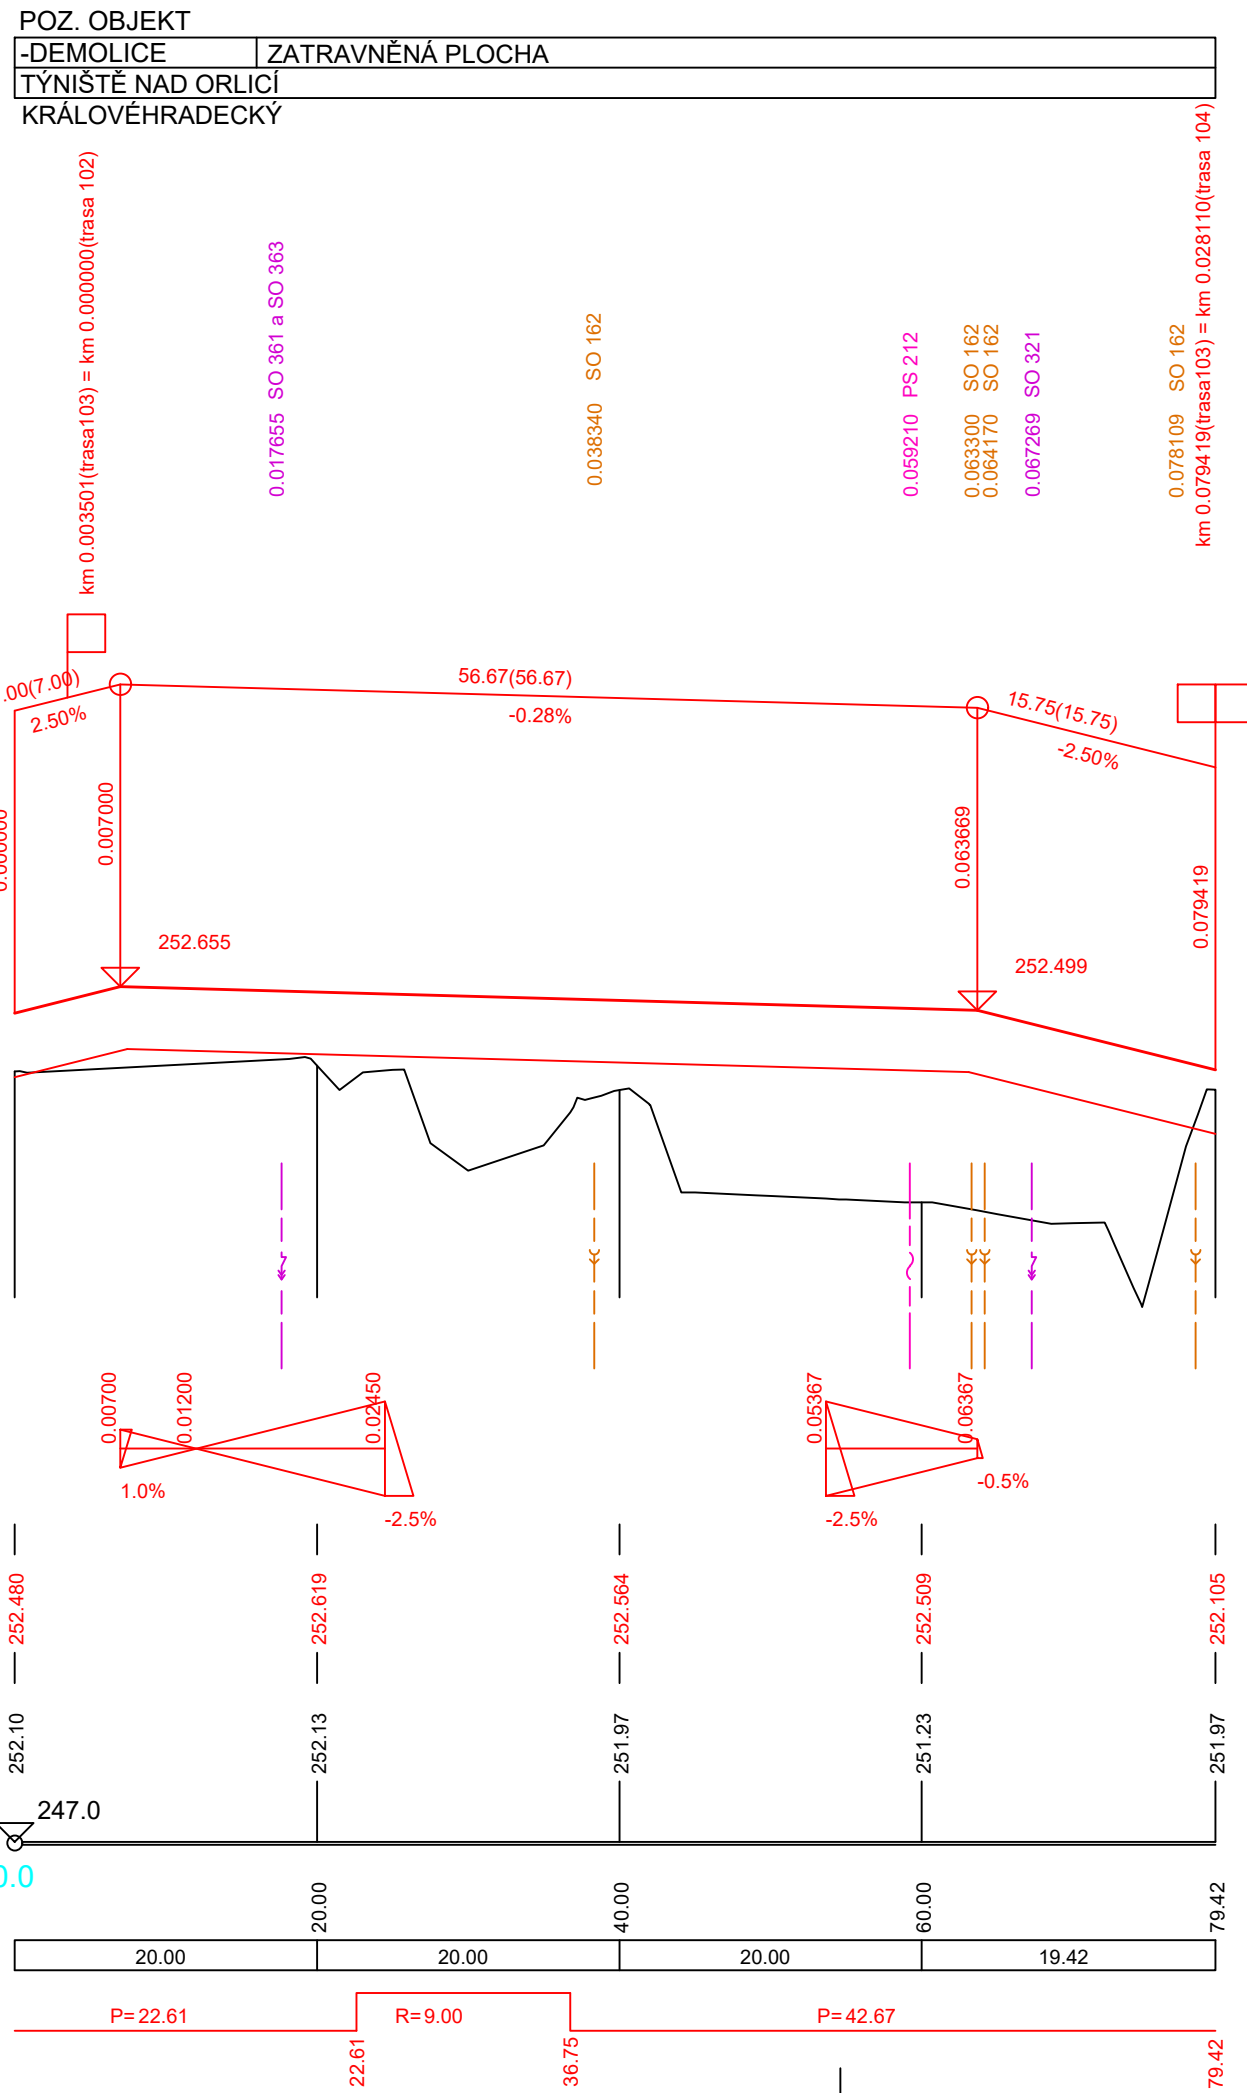 POZ. OBJEKT
-DEMOLICE
ZATRAVNĚNÁ PLOCHA
TÝNIŠTĚ NAD ORLICÍ
KRÁLOVÉHRADECKÝ
km 0.003501(trasa103) = km 0.000000(trasa 102)
0.017655 SO 361 a SO 363
0.038340 SO 162
0.059210 PS 212
0.063300 SO 162
0.064170 SO 162
0.067269 SO 321
0.078109 SO 162
km 0.079419(trasa103) = km 0.028110(trasa 104)
.00(7.00)
2.50%
56.67(56.67)
-0.28%
15.75(15.75)
-2.50%
0.007000
0.063669
0.079419
252.655
252.499
0.00700
0.01200
0.02450
0.05367
0.06367
1.0%
-2.5%
-2.5%
-0.5%
252.480
252.619
252.564
252.509
252.105
252.10
252.13
251.97
251.23
251.97
247.0
0.0
20.00
40.00
60.00
79.42
20.00
20.00
20.00
19.42
P=22.61
R=9.00
P=42.67
22.61
36.75
79.42